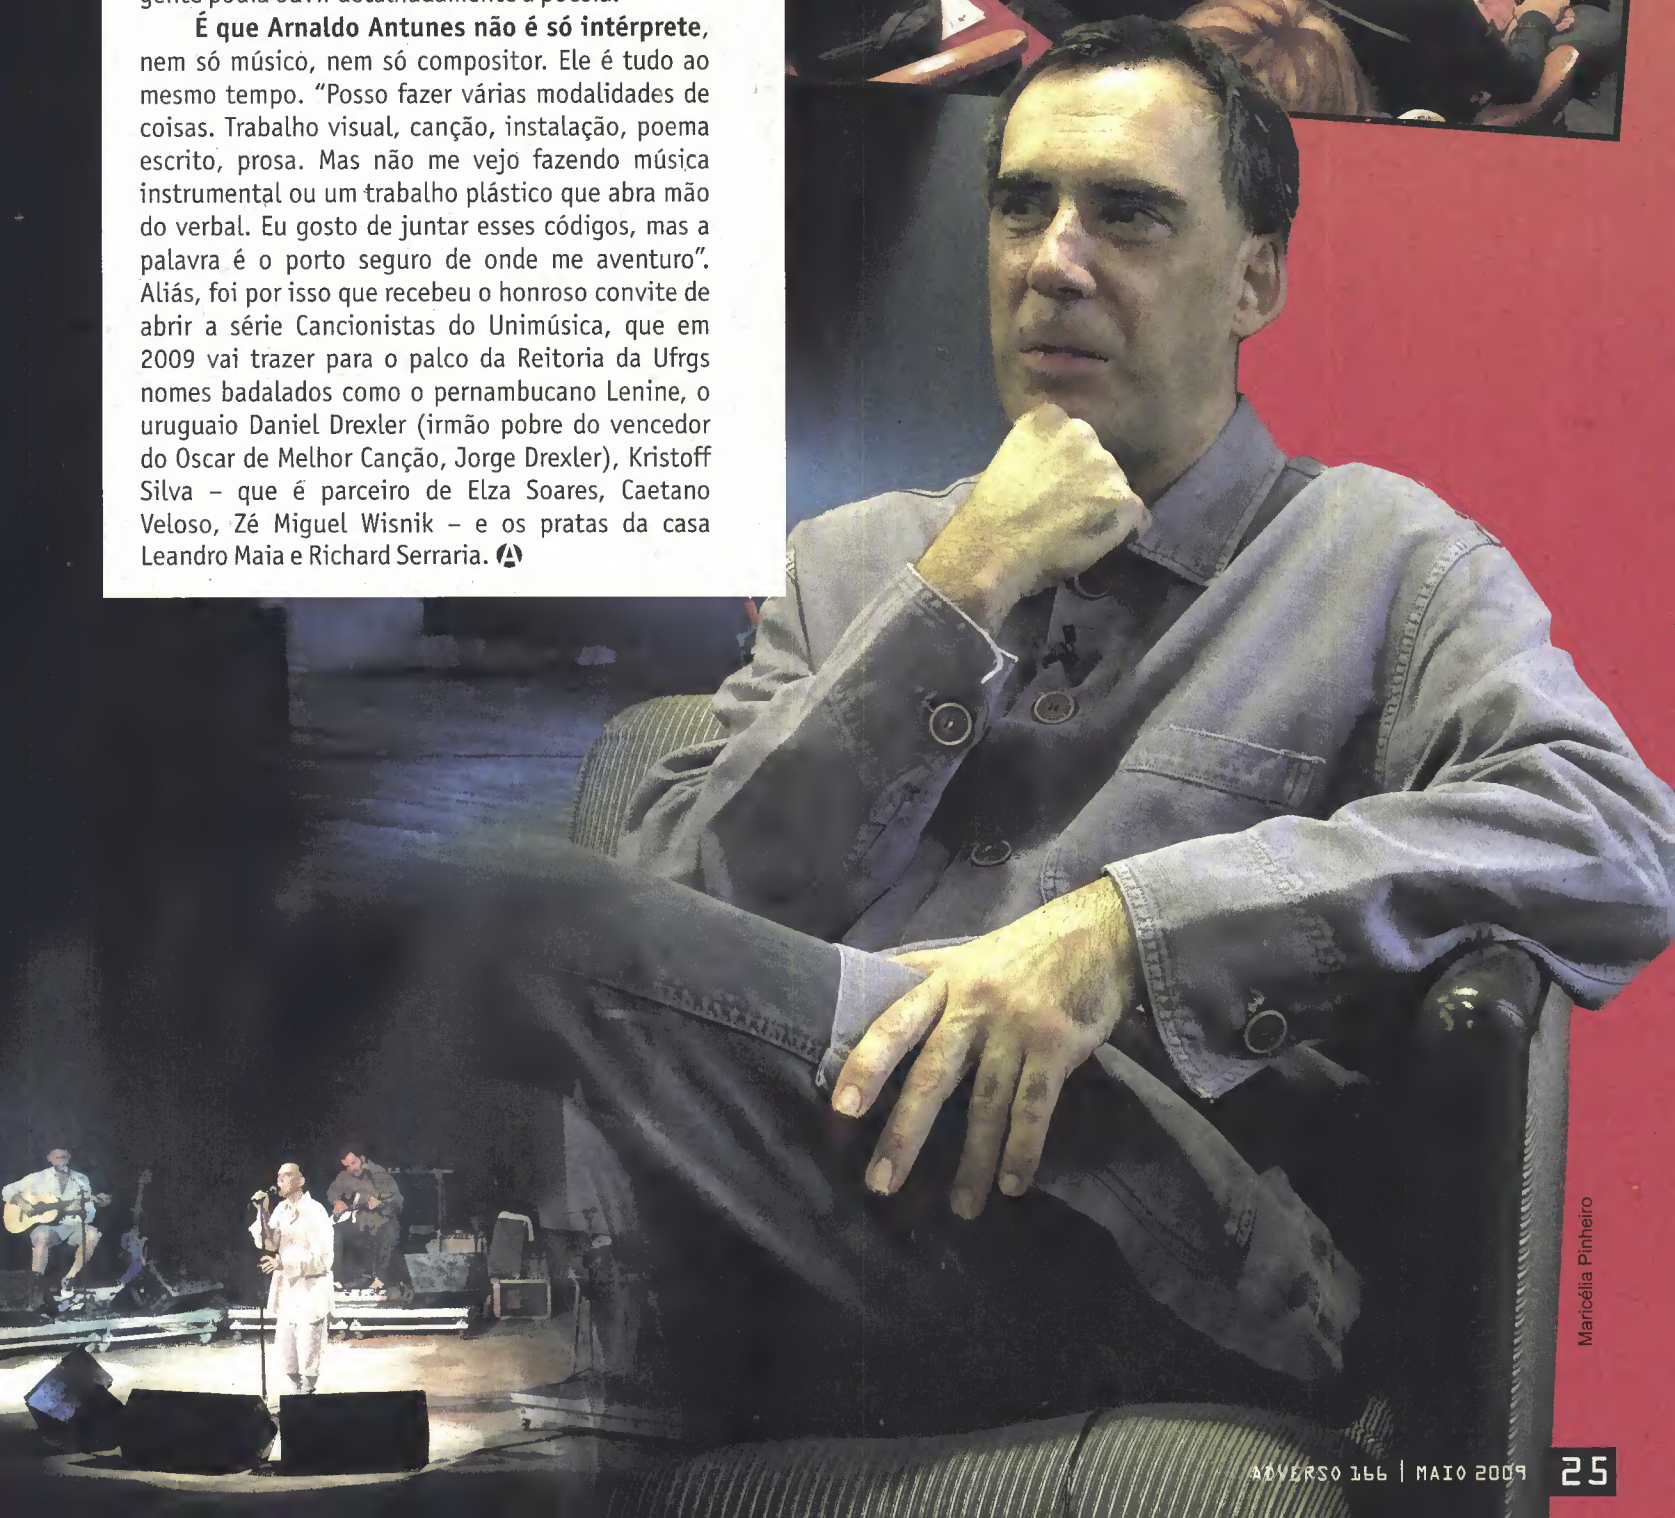 gente podia ouvir detalhadamente a poesia.
É que Arnaldo Antunes não é só intérprete,
nem só músico, nem só compositor. Ele é tudo ao
mesmo tempo. “Posso fazer várias modalidades de
coisas. Trabalho visual, canção, instalação, poema
escrito, prosa. Mas não me vejo fazendo música
instrumental ou um trabalho plástico que abra mão
do verbal. Eu gosto de juntar esses códigos, mas a
palavra é o porto seguro de onde me aventuro”.
Aliás, foi por isso que recebeu o honroso convite de
abrir a série Cancionistas do Unimúsica, que em
2009 vai trazer para o palco da Reitoria da Ufrgs
nomes badalados como o pernambucano Lenine, o
uruguaio Daniel Drexler (irmão pobre do vencedor
do Oscar de Melhor Canção, Jorge Drexler), Kristoff
Silva – que é parceiro de Elza Soares, Caetano
Veloso, Zé Miguel Wisnik – e os pratas da casa
Leandro Maia e Richard Serraria. A
Maricélia Pinheiro
ADVERSO 166 | MAIO 2009 25